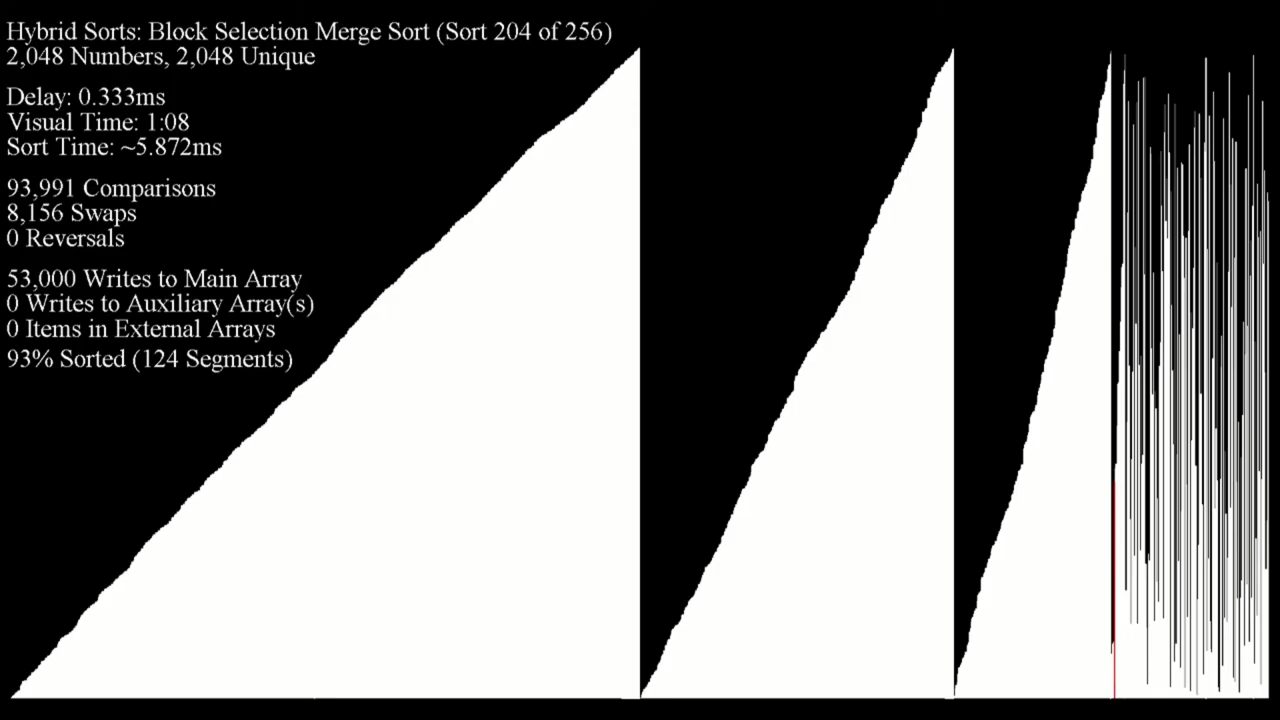 Hybrid Sorts: Block Selection Merge Sort (Sort 204 of 256)
2,048 Numbers, 2,048 Unique
Delay: 0.333ms
Visual Time: 1:08
Sort Time: ~5.872ms
93,991 Comparisons
8,156 Swaps
0 Reversals
53,000 Writes to Main Array
0 Writes to Auxiliary Array(s)
0 Items in External Arrays
93% Sorted (124 Segments)